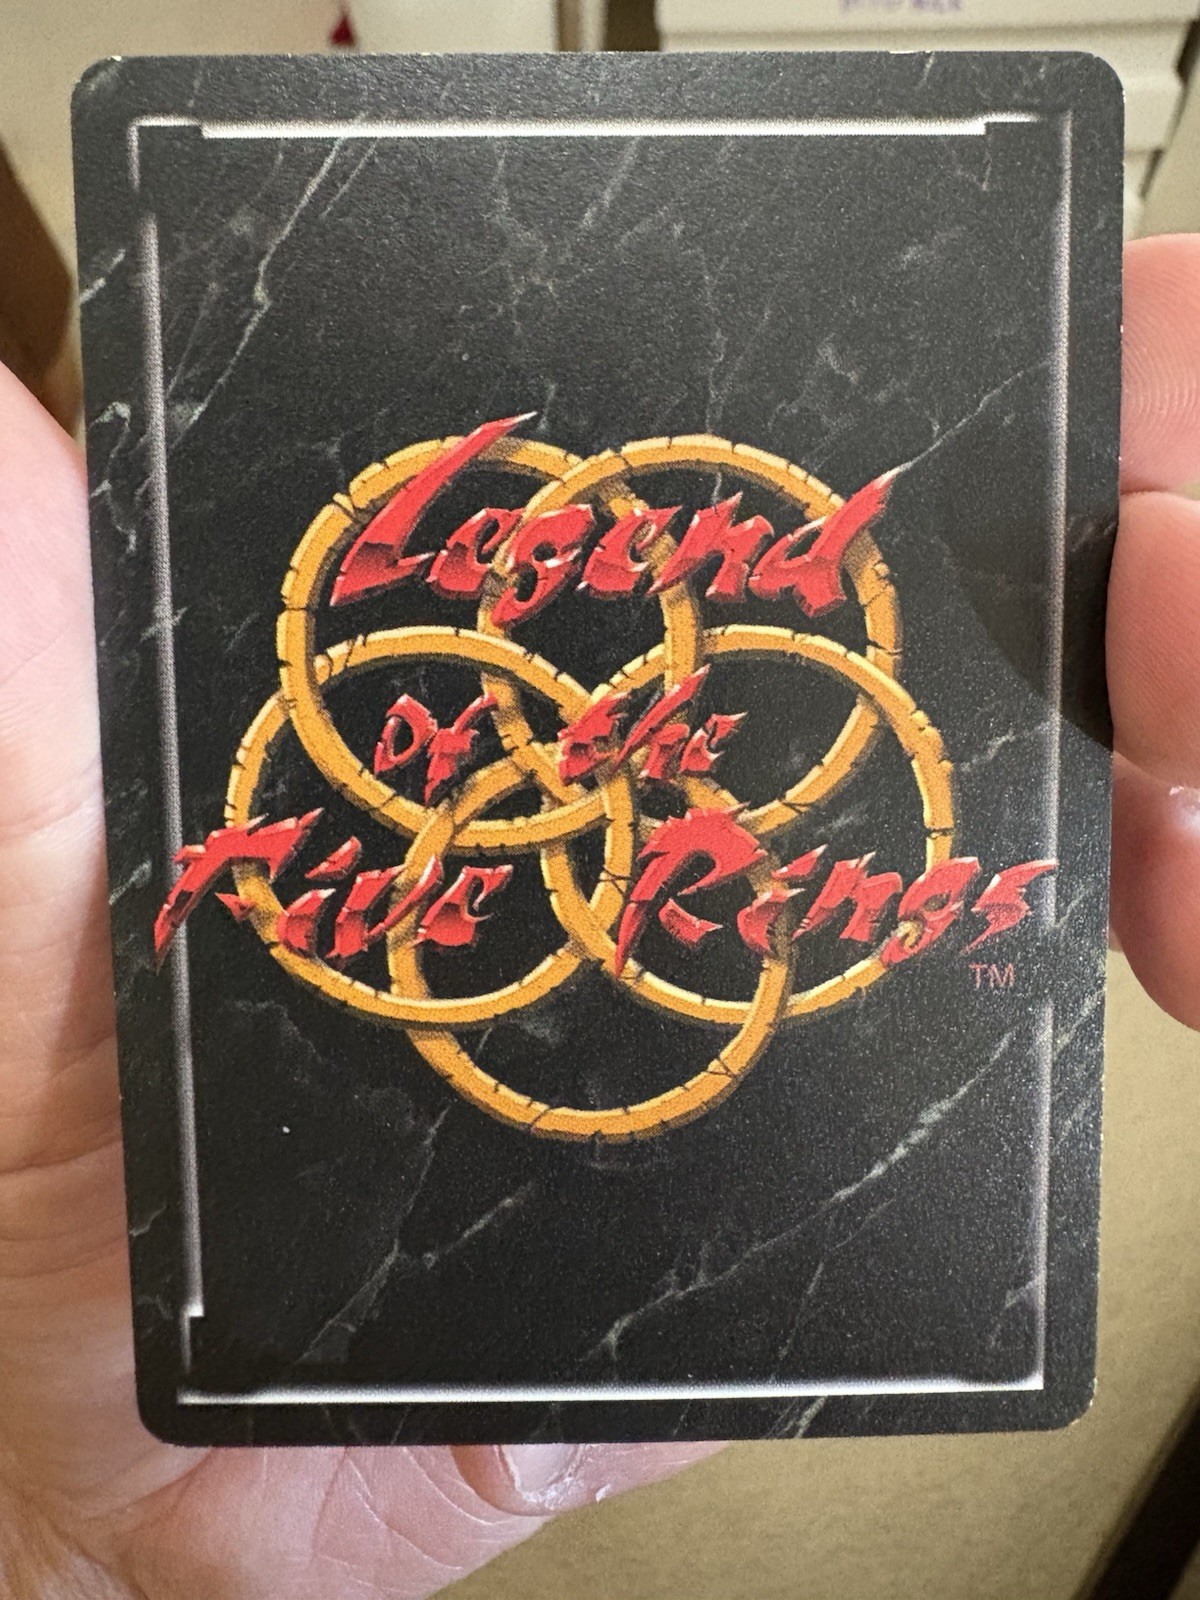 Legend
of the
Five Rings
TM